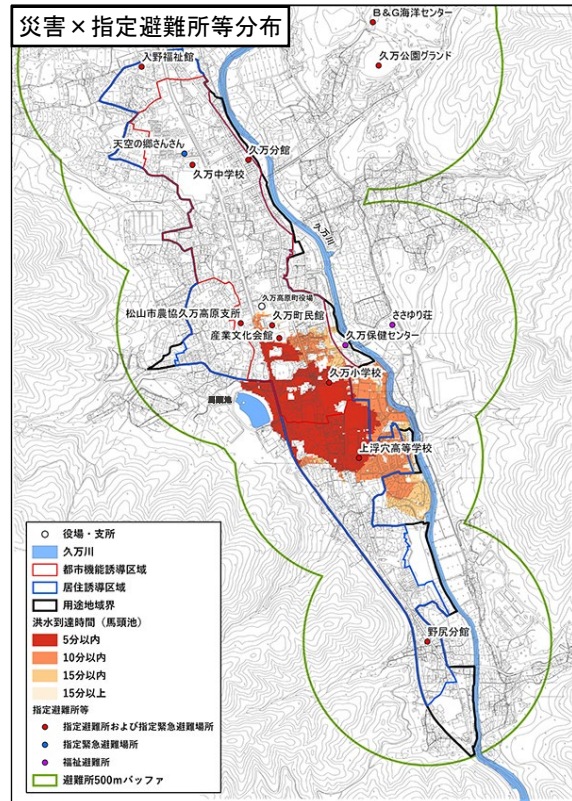 災害×指定避難所等分布
B&G海洋センター
久万公園グランド
入野福祉館
天空の郷さんさん
久万分館
久万中学校
久万川
久万高原町役場
松山市農協久万高原支所
久万町民館
ささゆり荘
産業文化会館
久万保健センター
久万小学校
馬頭池
上浮穴高等学校
野尻分館
役場・支所
久万川
都市機能誘導区域
居住誘導区域
用途地域界
洪水到達時間（馬頭池）
5分以内
10分以内
15分以内
15分以上
指定避難所等
指定避難所および指定緊急避難場所
指定緊急避難場所
福祉避難所
避難所500mバッファ